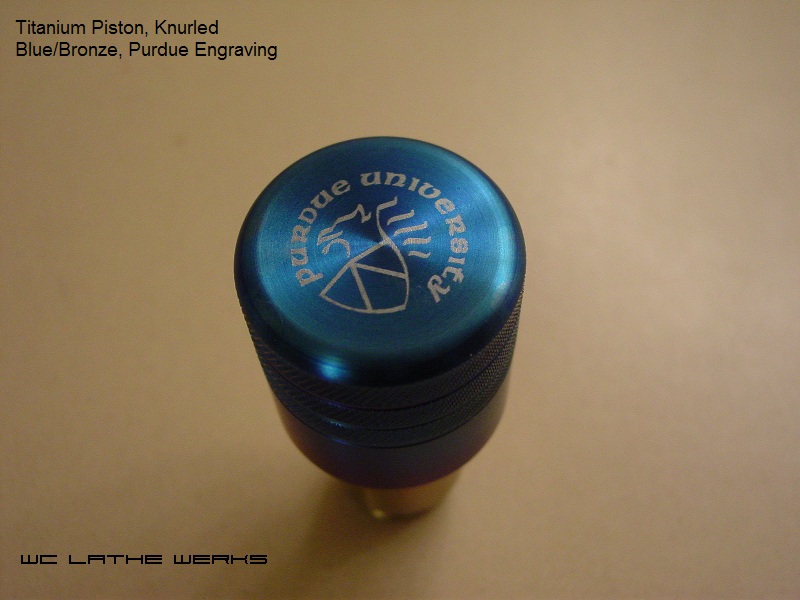 Titanium Piston, Knurled
Blue/Bronze, Purdue Engraving
PURDUE UNIVERSITY
WC LATHE WERKS